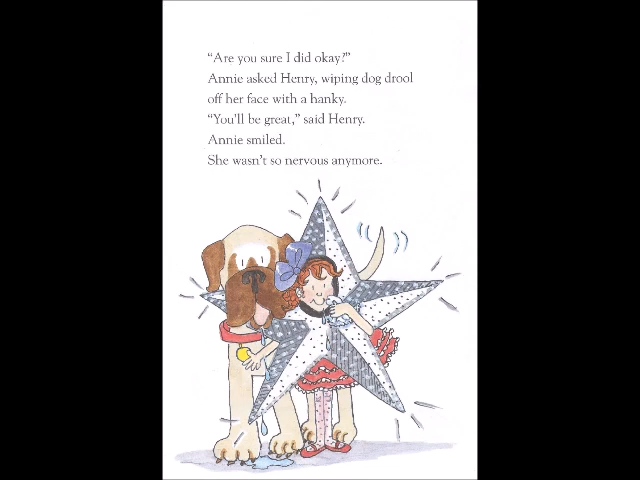 “Are you sure I did okay?”
Annie asked Henry, wiping dog drool
off her face with a hanky.
“You’ll be great,” said Henry.
Annie smiled.
She wasn’t so nervous anymore.